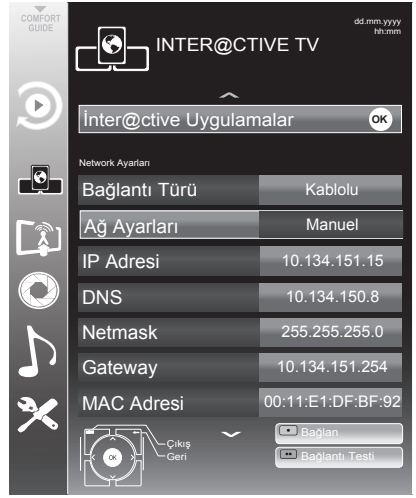 COMFORT
GUIDE
INTER@CTIVE TV
dd.mm.yyyy
hh:mm
İnter@ctive Uygulamalar OK
Network Ayarları
Bağlantı Türü Kablolu
Ağ Ayarları Manuel
IP Adresi 10.134.151.15
DNS 10.134.150.8
Netmask 255.255.255.0
Gateway 10.134.151.254
MAC Adresi 00:11:E1:DF:BF:92
OK
Çıkış
Geri
Bağlan
Bağlantı Testi